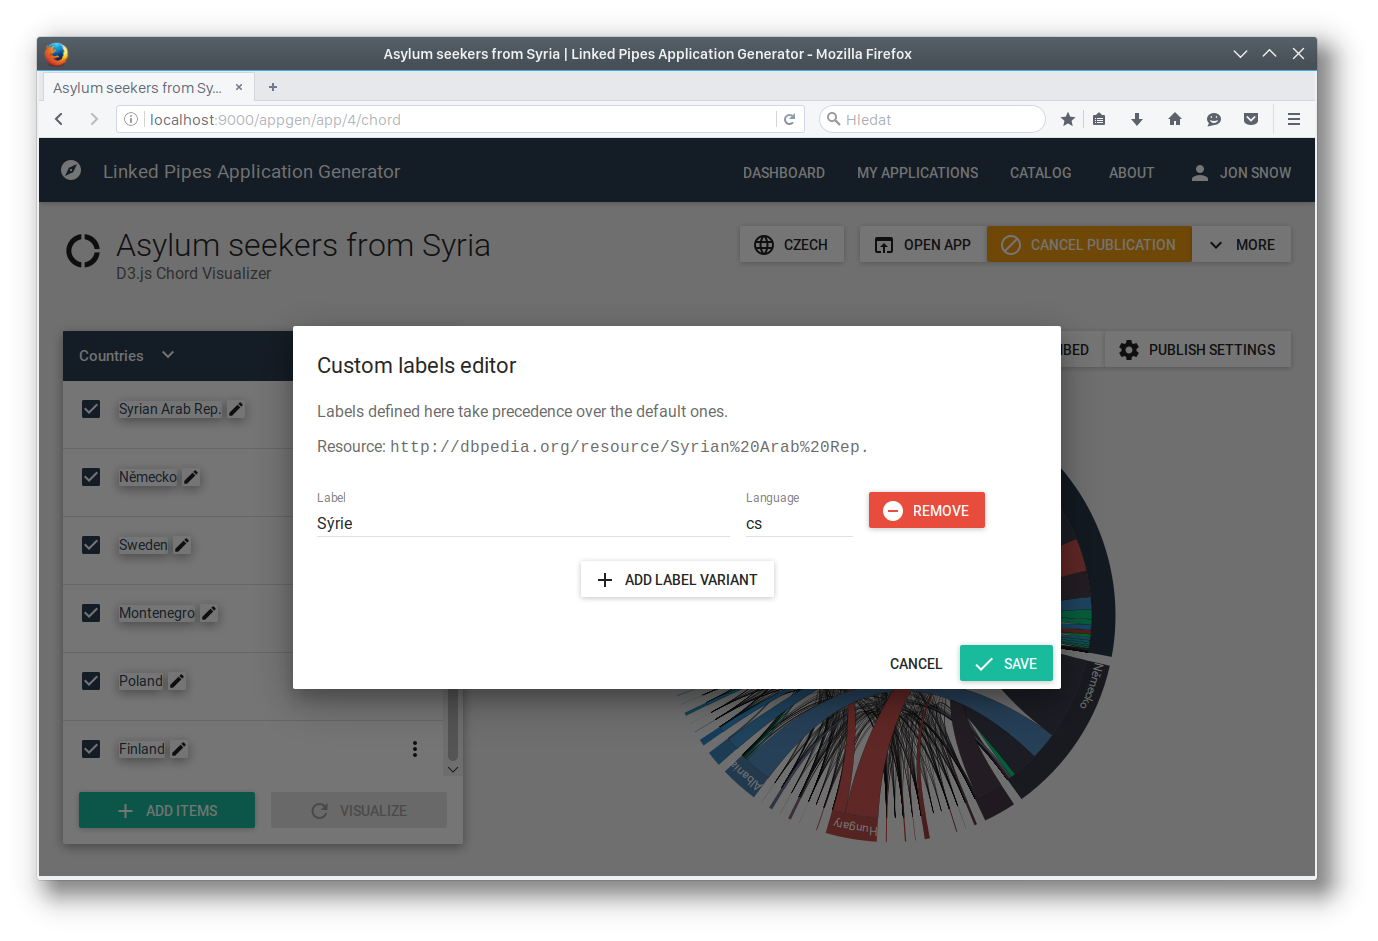 Asylum seekers from Syria | Linked Pipes Application Generator - Mozilla Firefox
Asylum seekers from Sy...
localhost:9000/appgen/app/4/chord
Hledat
Linked Pipes Application Generator
DASHBOARD
MY APPLICATIONS
CATALOG
ABOUT
JON SNOW
Asylum seekers from Syria
D3.js Chord Visualizer
CZECH
OPEN APP
CANCEL PUBLICATION
MORE
Countries
PUBLISH SETTINGS
Syrian Arab Rep.
Německo
Sweden
Montenegro
Poland
Finland
ADD ITEMS
VISUALIZE
Custom labels editor
Labels defined here take precedence over the default ones.
Resource: http://dbpedia.org/resource/Syrian%20Arab%20Rep.
Label
Sýrie
Language
cs
REMOVE
ADD LABEL VARIANT
CANCEL
SAVE
Německo
Albania
Hungary